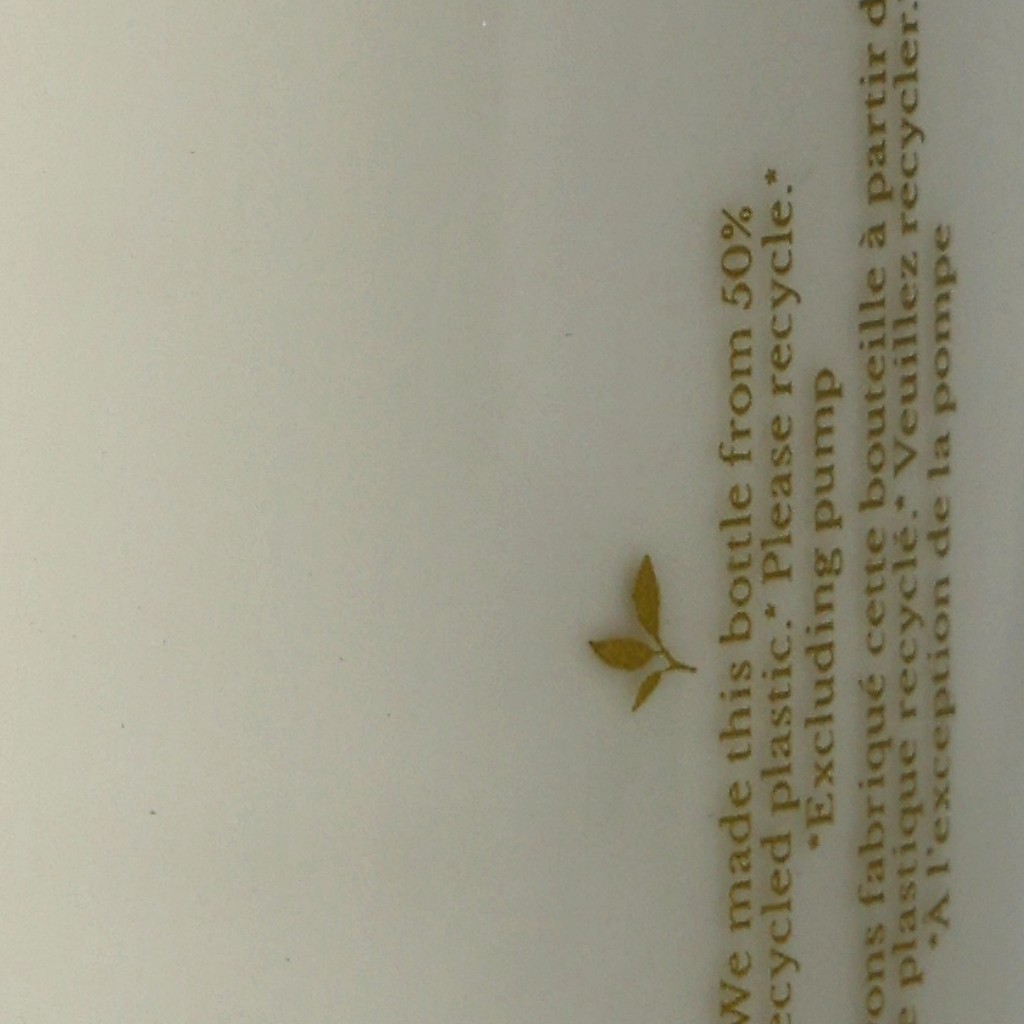 We made this bottle from 50%
ecycled plastic.* Please recycle.*
*Excluding pump
vons fabriqué cette bouteille à partir d
e plastique recyclé.* Veuillez recycler.*
*A l'exception de la pompe